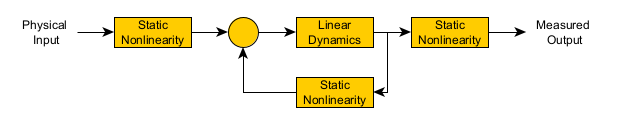 Physical
Input
Static
Nonlinearity
Linear
Dynamics
Static
Nonlinearity
Measured
Output
Static
Nonlinearity